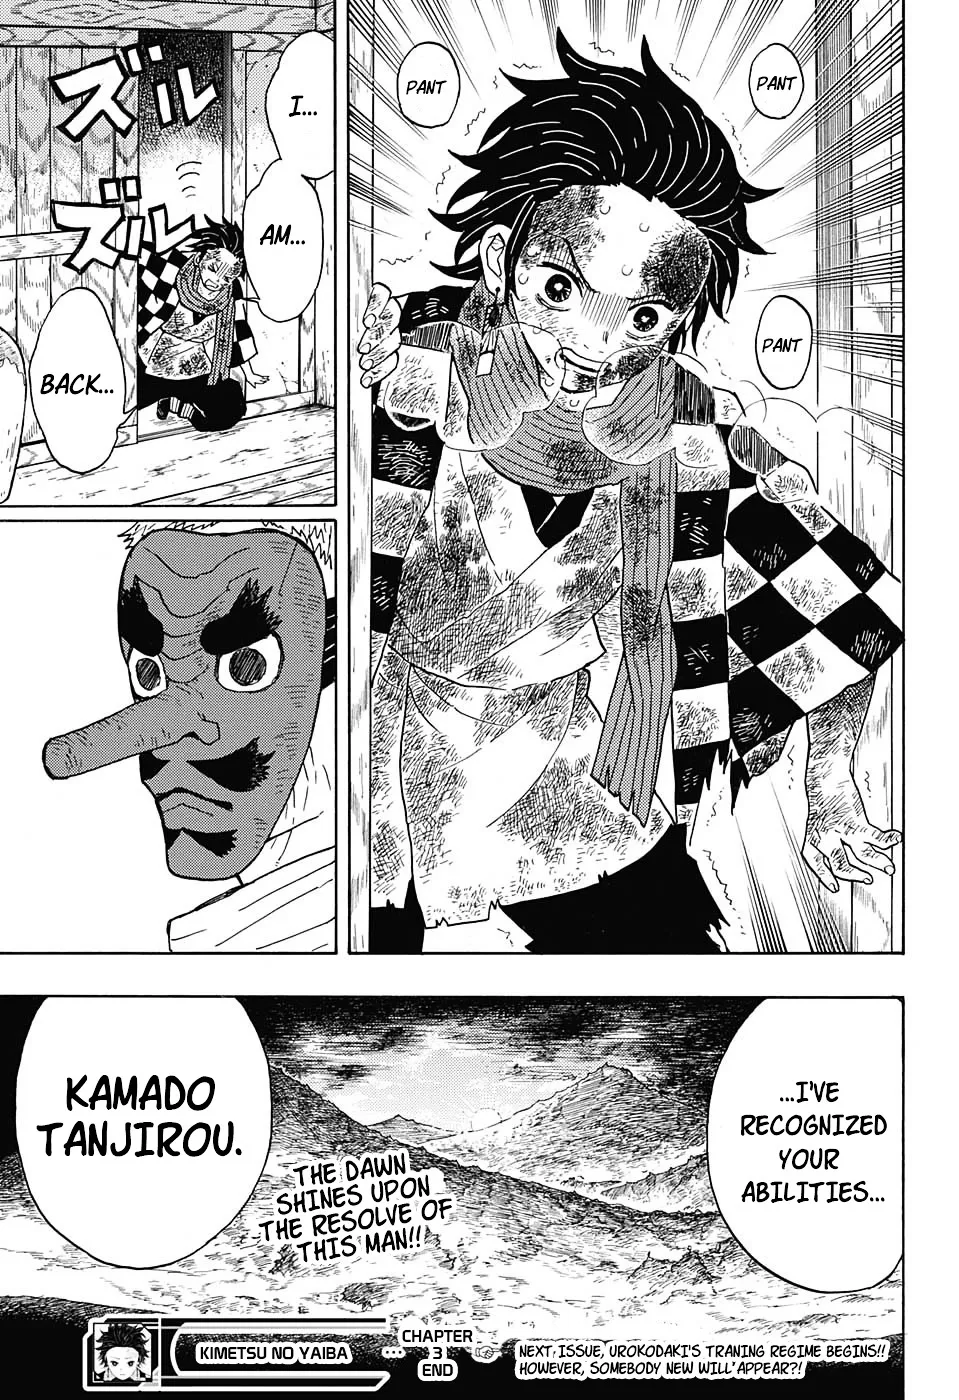 PANT
PANT
PANT
ズル
ズル
I...
AM...
BACK...
...I'VE
RECOGNIZED
YOUR
ABILITIES...
KAMADO
TANJIROU.
THE DAWN
SHINES UPON
THE RESOLVE OF
THIS MAN!!
KIMETSU NO YAIBA
...
CHAPTER
3
END
NEXT ISSUE, UROKODAKI'S TRANING REGIME BEGINS!!
HOWEVER, SOMEBODY NEW WILL APPEAR?!